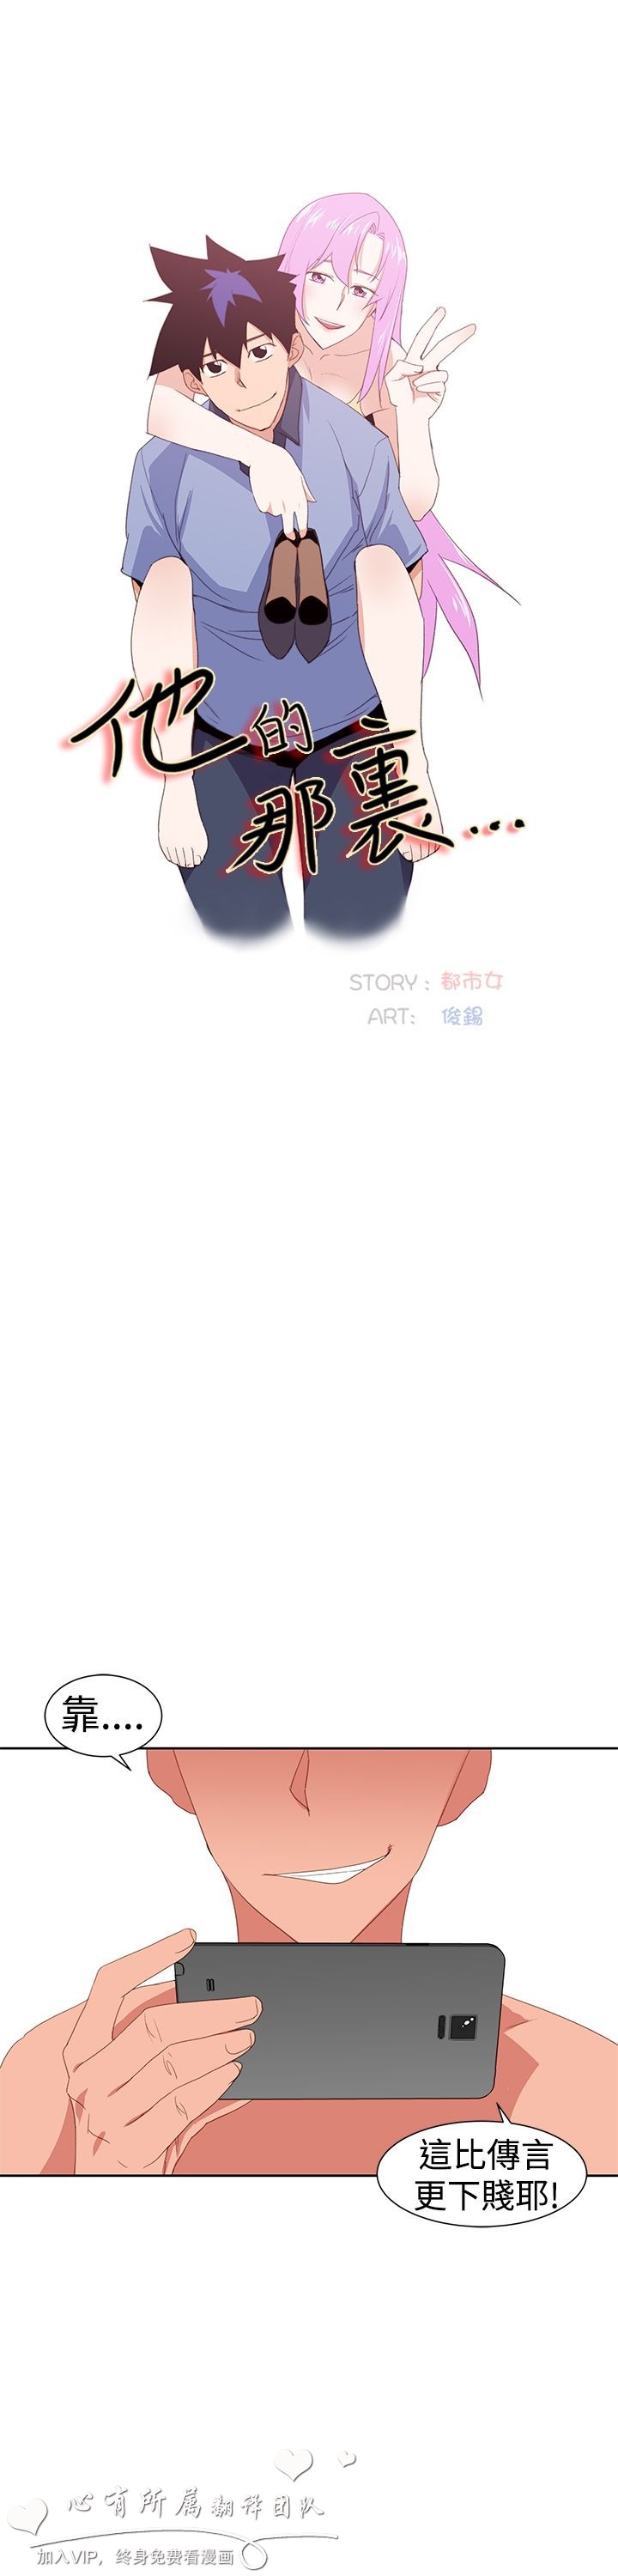 他的
那裏...
STORY : 都市女
ART: 俊錫
靠....
這比傳言
更下賤耶!
心有所属翻译团队
加入VIP，终身免费看漫画